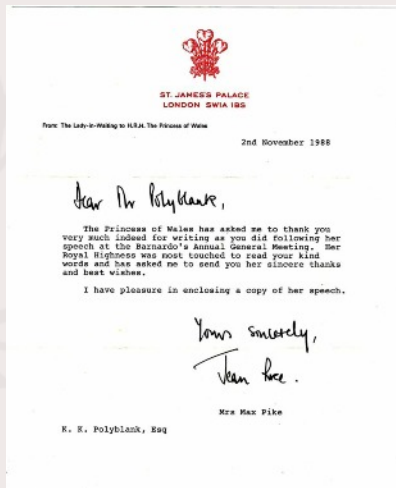 ST. JAMES'S PALACE
LONDON SW1A 1BS
From: The Lady-in-Waiting to H.R.H. The Princess of Wales
2nd November 1988
Dear Mr Polyblank,
The Princess of Wales has asked me to thank you
very much indeed for writing as you did following her
speech at the Barnardo's Annual General Meeting. Her
Royal Highness was most touched to read your kind
words and has asked me to send you her sincere thanks
and best wishes.
I have pleasure in enclosing a copy of her speech.
Yours sincerely,
Jean Pike.
Mrs Max Pike
K. K. Polyblank, Esq